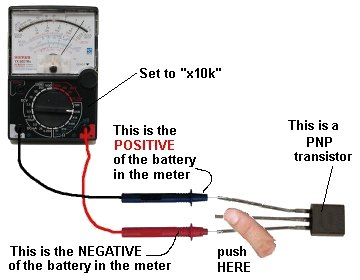 Set to "x10k"
This is the
POSITIVE
of the battery
in the meter
This is a
PNP
transistor
This is the NEGATIVE
of the battery in the meter
push
HERE